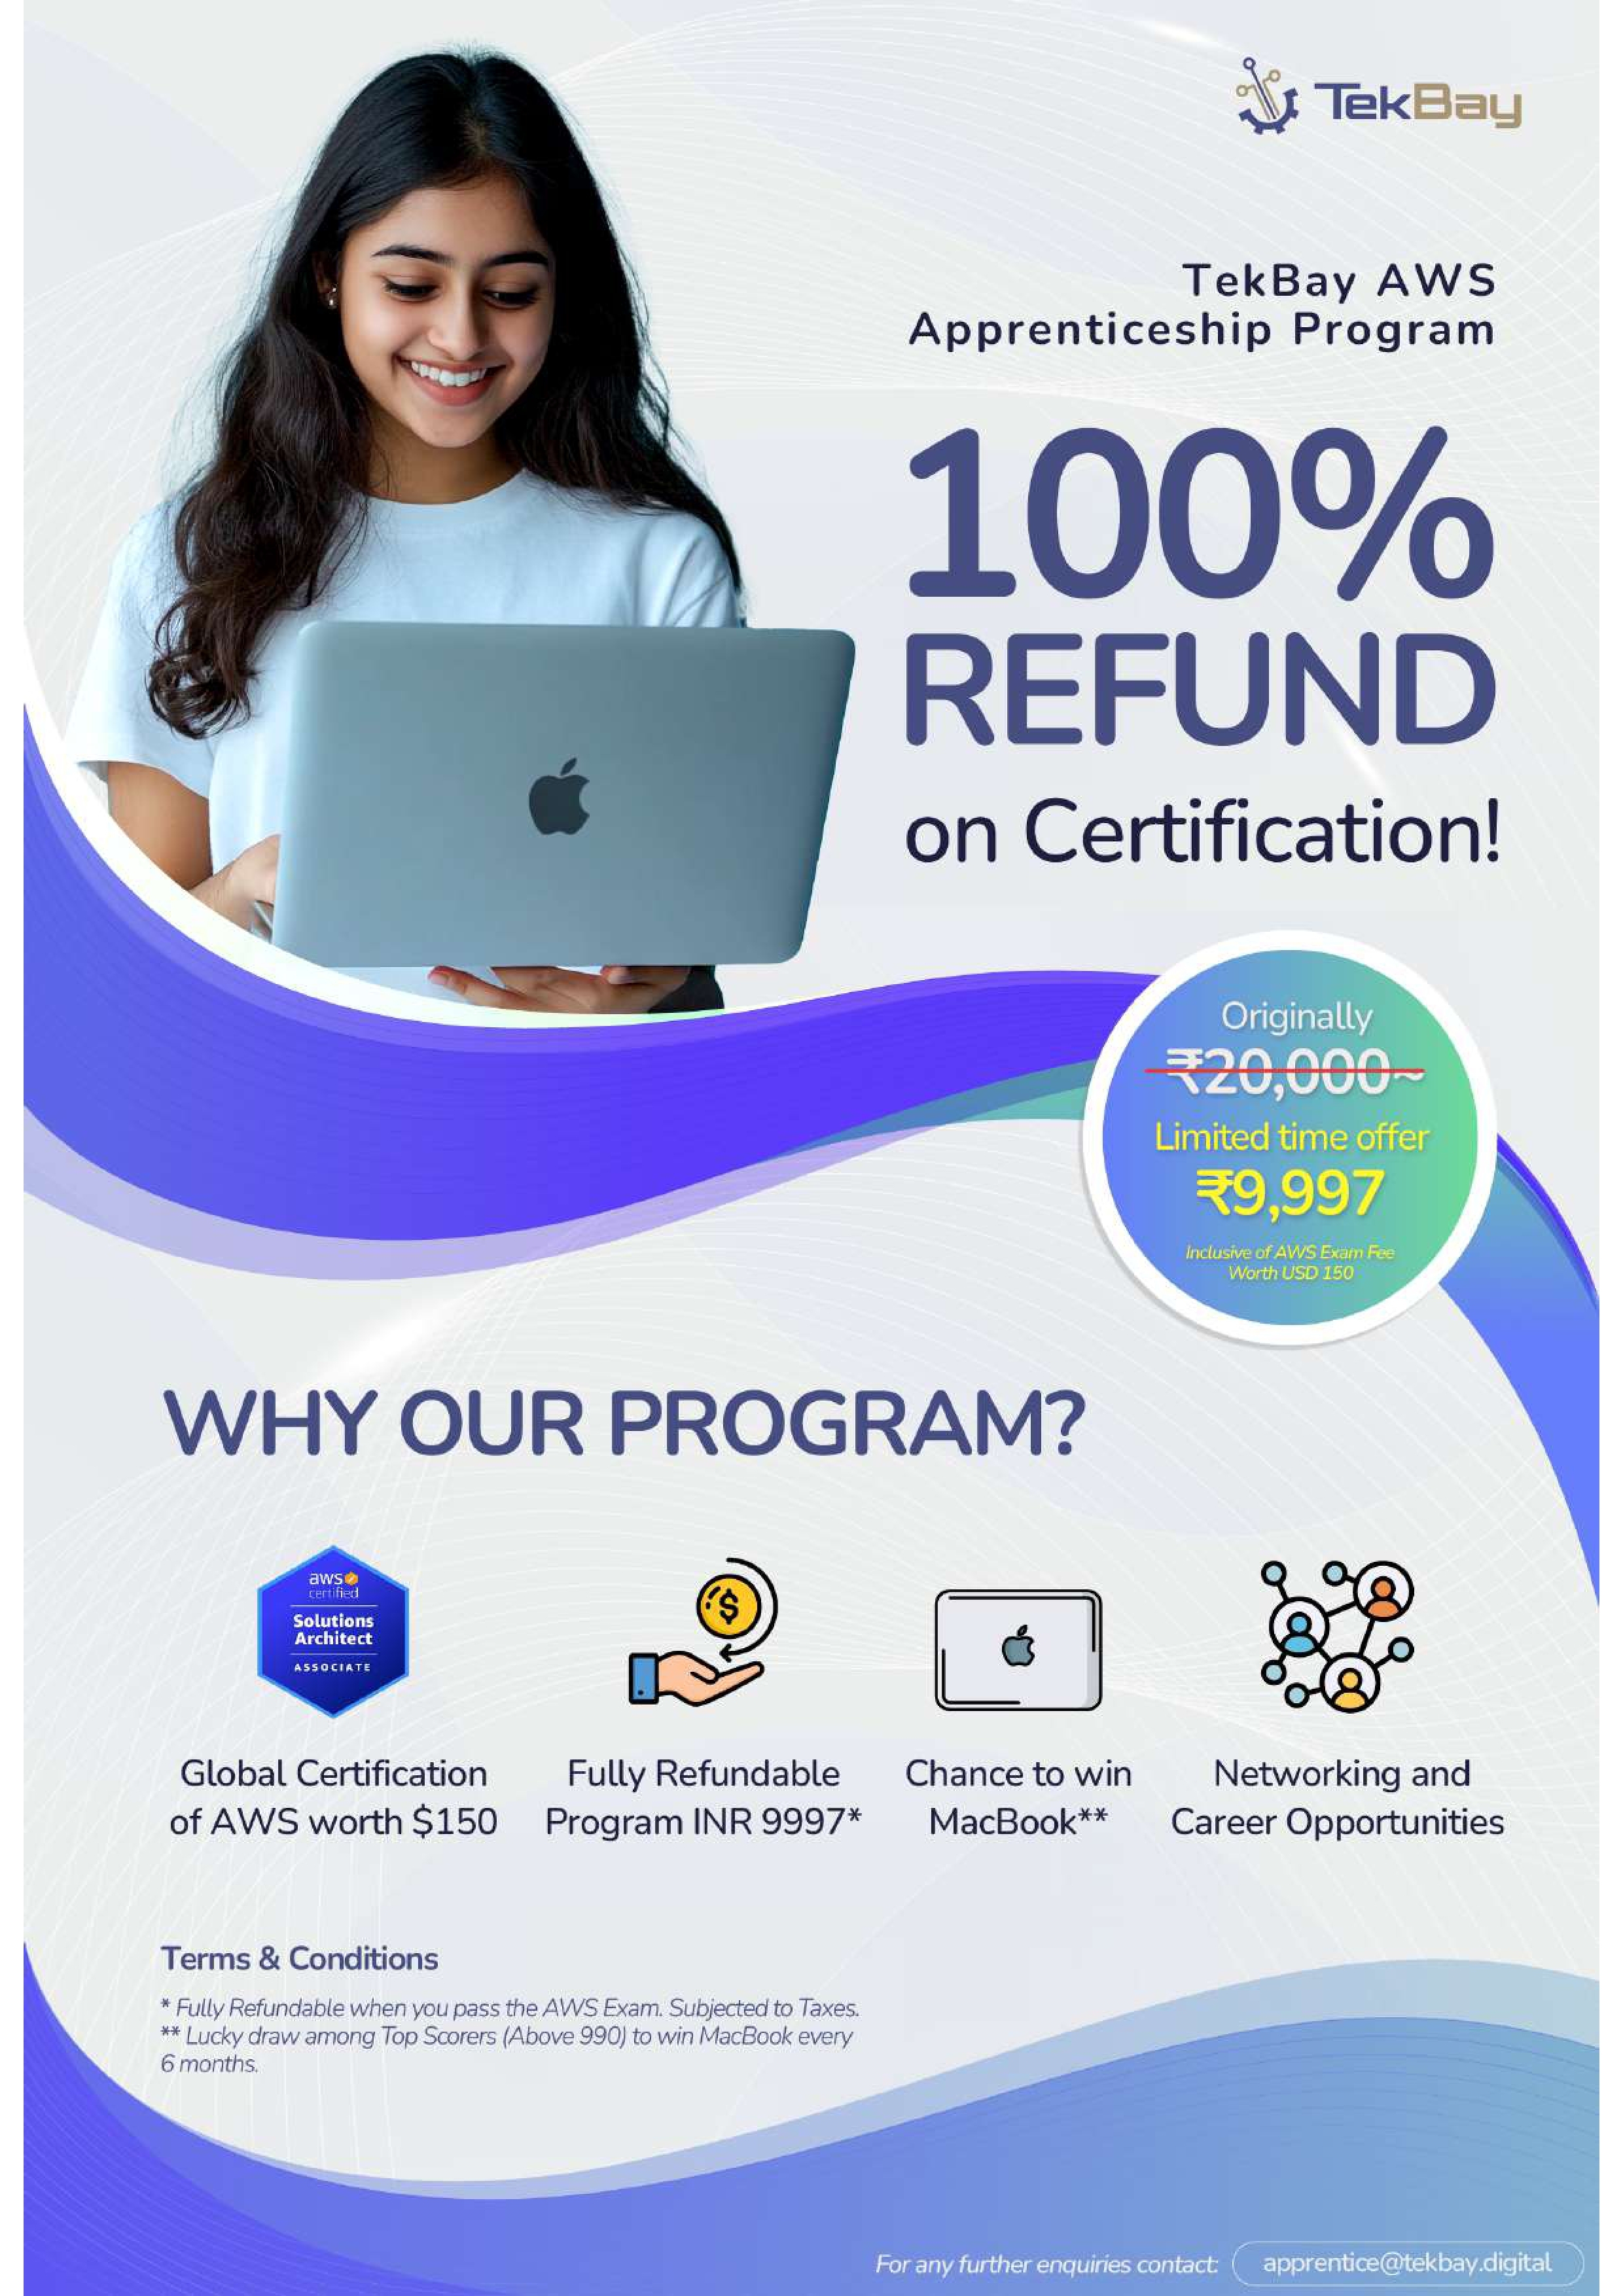 TekBay
TekBay AWS
Apprenticeship Program
100%
REFUND
on Certification!
Originally
₹20,000~
Limited time offer
₹9,997
Inclusive of AWS Exam Fee
Worth USD 150
WHY OUR PROGRAM?
aws
certified
Solutions
Architect
ASSOCIATE
$
Global Certification
of AWS worth $150
Fully Refundable
Program INR 9997*
Chance to win
MacBook**
Networking and
Career Opportunities
Terms & Conditions
* Fully Refundable when you pass the AWS Exam. Subjected to Taxes.
** Lucky draw among Top Scorers (Above 990) to win MacBook every
6 months.
For any further enquiries contact: apprentice@tekbay.digital